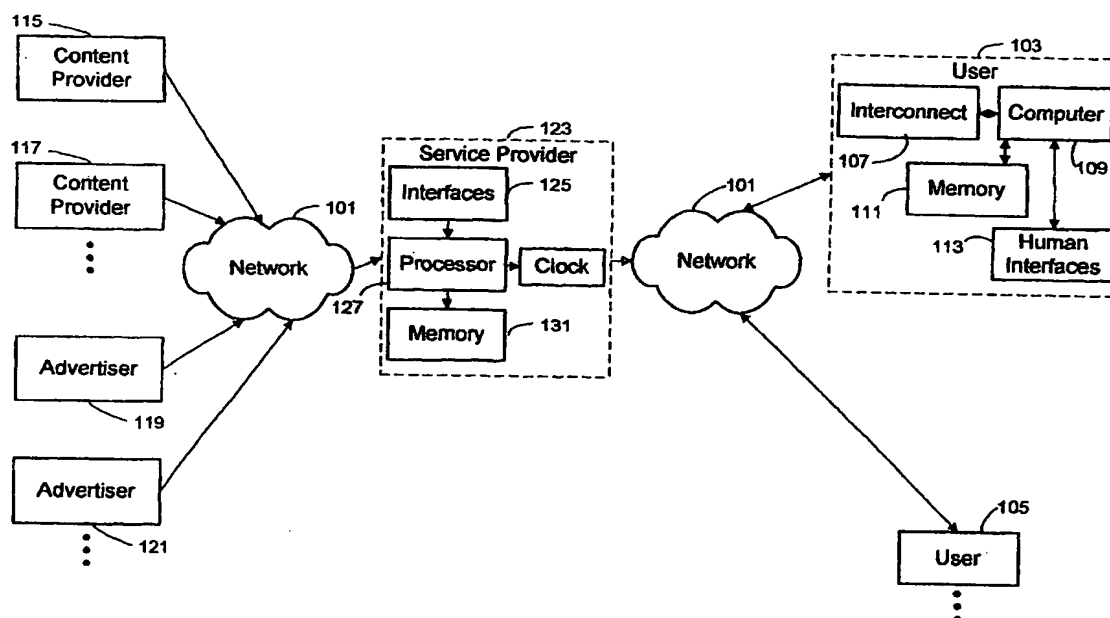 115
Content
Provider
117
Content
Provider
101
Network
Advertiser
119
Advertiser
121
123
Service Provider
Interfaces
125
Processor
127
Clock
Memory
131
101
Network
103
User
Interconnect
107
Computer
109
Memory
111
113
Human
Interfaces
105
User